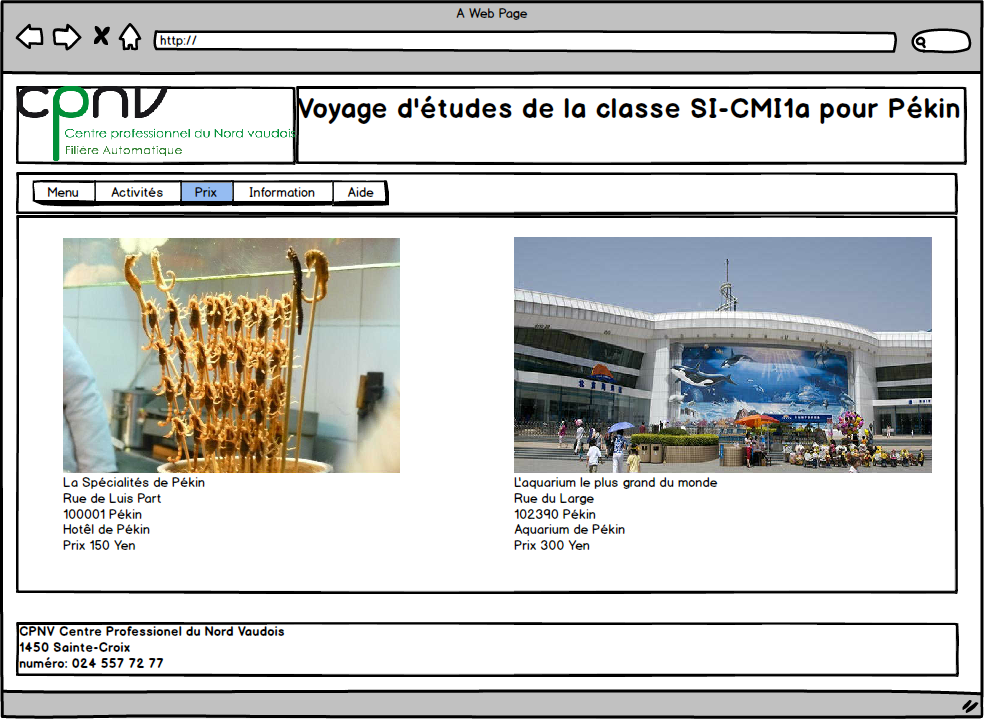 A Web Page
http://
cpnv
Centre professionnel du Nord vaudois
Filière Automatique
Voyage d'études de la classe SI-CMI1a pour Pékin
Menu Activités Prix Information Aide
La Spécialités de Pékin
Rue de Luis Part
100001 Pékin
Hotêl de Pékin
Prix 150 Yen
L'aquarium le plus grand du monde
Rue du Large
102390 Pékin
Aquarium de Pékin
Prix 300 Yen
CPNV Centre Professionel du Nord Vaudois
1450 Sainte-Croix
numéro: 024 557 72 77